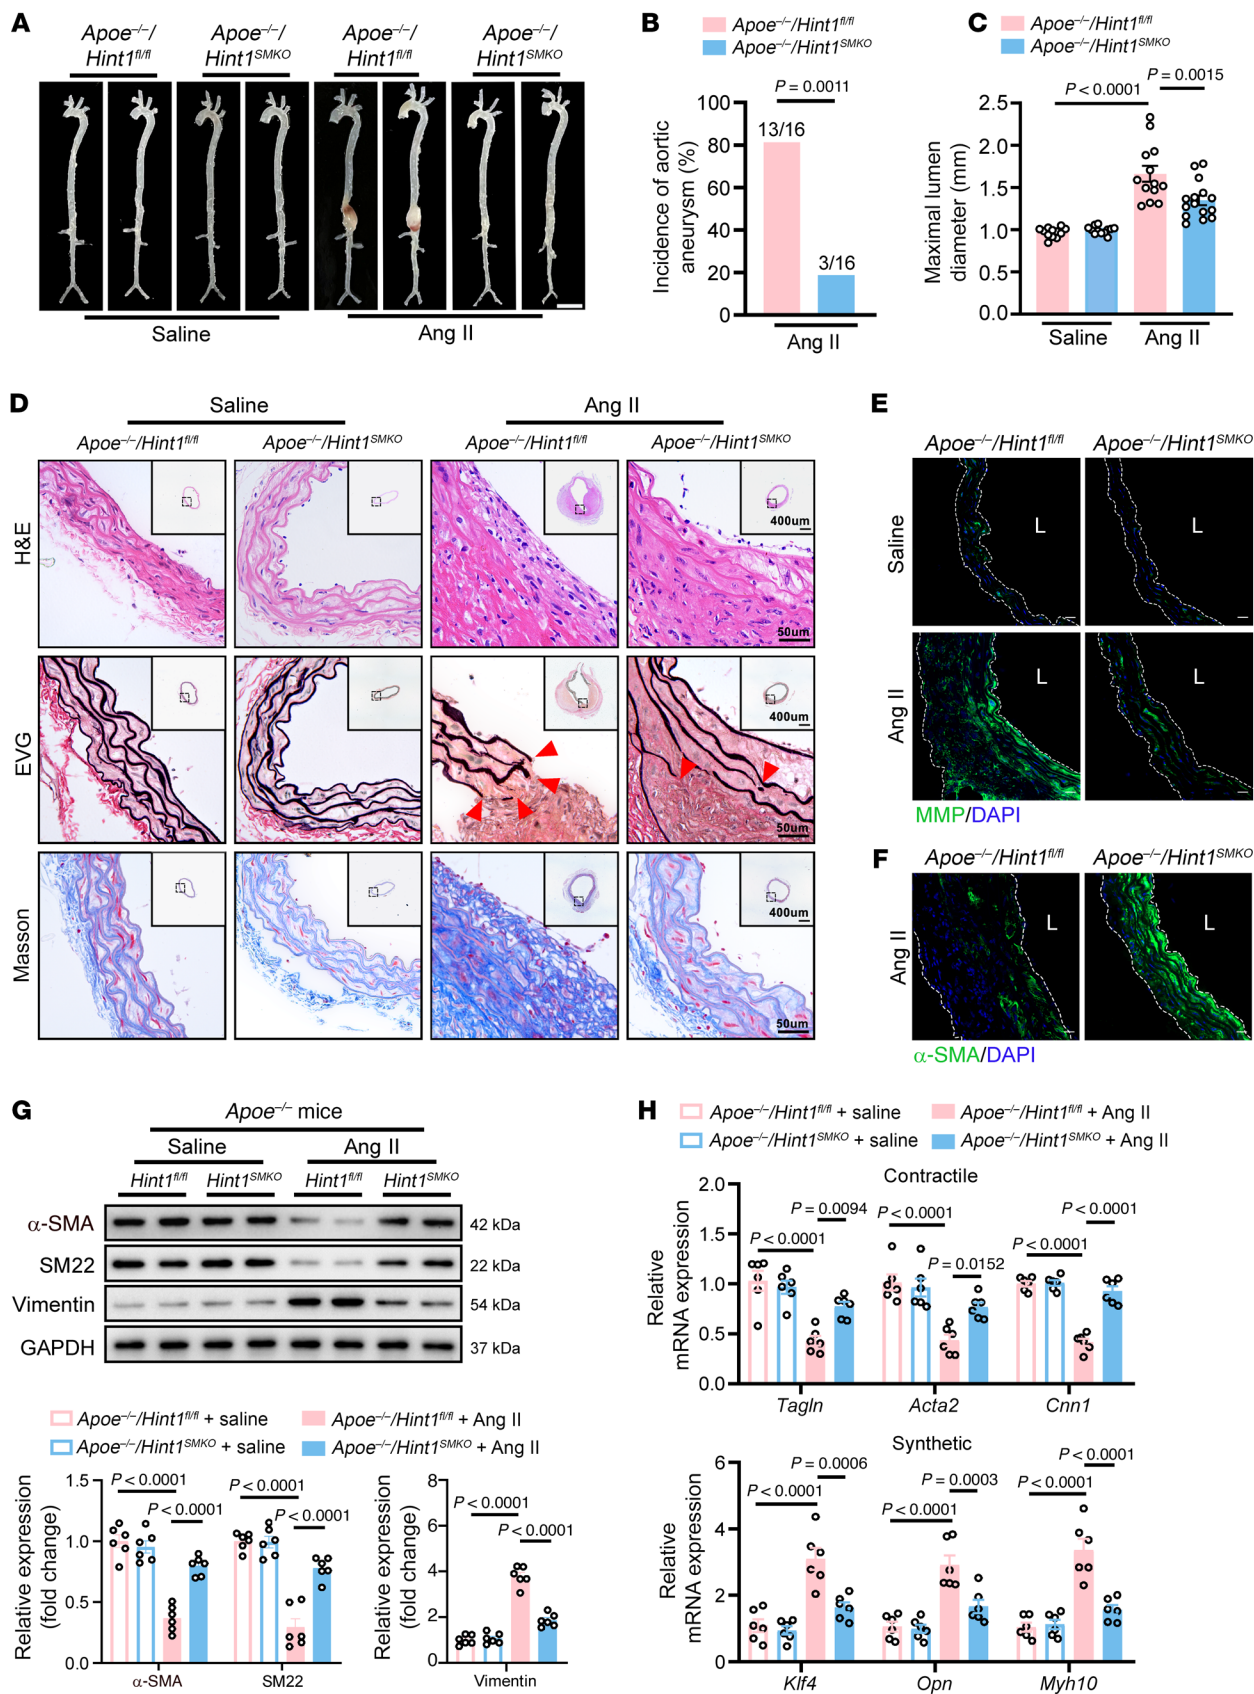 A
Apoe–/–/ Apoe–/–/ Apoe–/–/ Apoe–/–/
Hint1fl/fl Hint1SMKO Hint1fl/fl Hint1SMKO
Saline Ang II
B
Apoe–/–/Hint1fl/fl
Apoe–/–/Hint1SMKO
P = 0.0011
Incidence of aortic
aneurysm (%)
100
80
60
40
20
0
13/16
3/16
Ang II
C
Apoe–/–/Hint1fl/fl
Apoe–/–/Hint1SMKO
P = 0.0015
P < 0.0001
Maximal lumen
diameter (mm)
2.5
2.0
1.5
1.0
0.5
0.0
Saline Ang II
D
Saline Ang II
Apoe–/–/Hint1fl/fl Apoe–/–/Hint1SMKO Apoe–/–/Hint1fl/fl Apoe–/–/Hint1SMKO
H&E
400um
50um
EVG
400um
50um
Masson
400um
50um
E
Apoe–/–/Hint1fl/fl Apoe–/–/Hint1SMKO
Saline
L L
Ang II
L L
MMP/DAPI
F
Apoe–/–/Hint1fl/fl Apoe–/–/Hint1SMKO
Ang II
L L
α-SMA/DAPI
G
Apoe–/– mice
Saline Ang II
Hint1fl/fl Hint1SMKO Hint1fl/fl Hint1SMKO
α-SMA 42 kDa
SM22 22 kDa
Vimentin 54 kDa
GAPDH 37 kDa
Apoe–/–/Hint1fl/fl + saline Apoe–/–/Hint1fl/fl + Ang II
Apoe–/–/Hint1SMKO + saline Apoe–/–/Hint1SMKO + Ang II
Relative expression
(fold change)
1.5
1.0
0.5
0.0
P < 0.0001
P < 0.0001
P < 0.0001
P < 0.0001
α-SMA SM22
Relative expression
(fold change)
8
6
4
2
0
P < 0.0001
P < 0.0001
Vimentin
H
Apoe–/–/Hint1fl/fl + saline Apoe–/–/Hint1fl/fl + Ang II
Apoe–/–/Hint1SMKO + saline Apoe–/–/Hint1SMKO + Ang II
Contractile
Relative
mRNA expression
2.0
1.5
1.0
0.5
0.0
P < 0.0001
P = 0.0094
P < 0.0001
P = 0.0152
P < 0.0001
P < 0.0001
Tagln Acta2 Cnn1
Synthetic
Relative
mRNA expression
6
4
2
0
P < 0.0001
P = 0.0006
P < 0.0001
P = 0.0003
P < 0.0001
P < 0.0001
Klf4 Opn Myh10